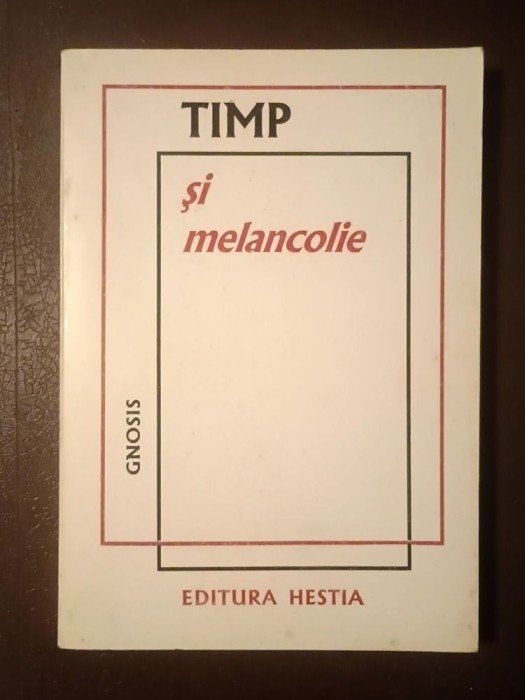 TIMP
şi
melancolie
GNOSIS
EDITURA HESTIA